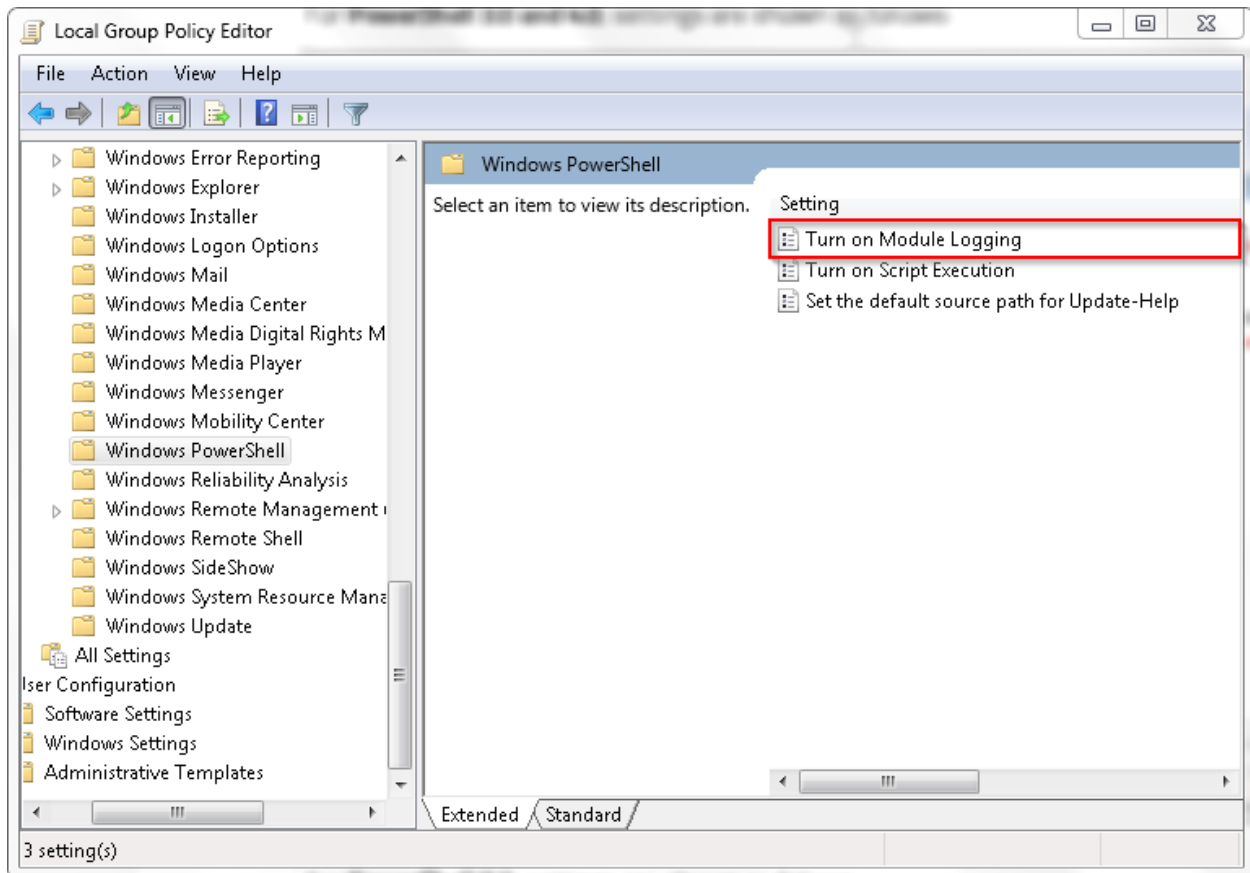 Local Group Policy Editor
File Action View Help
Windows Error Reporting
Windows Explorer
Windows Installer
Windows Logon Options
Windows Mail
Windows Media Center
Windows Media Digital Rights M
Windows Media Player
Windows Messenger
Windows Mobility Center
Windows PowerShell
Windows Reliability Analysis
Windows Remote Management
Windows Remote Shell
Windows SideShow
Windows System Resource Mana
Windows Update
All Settings
ser Configuration
Software Settings
Windows Settings
Administrative Templates
Windows PowerShell
Select an item to view its description.
Setting
Turn on Module Logging
Turn on Script Execution
Set the default source path for Update-Help
Extended Standard
3 setting(s)